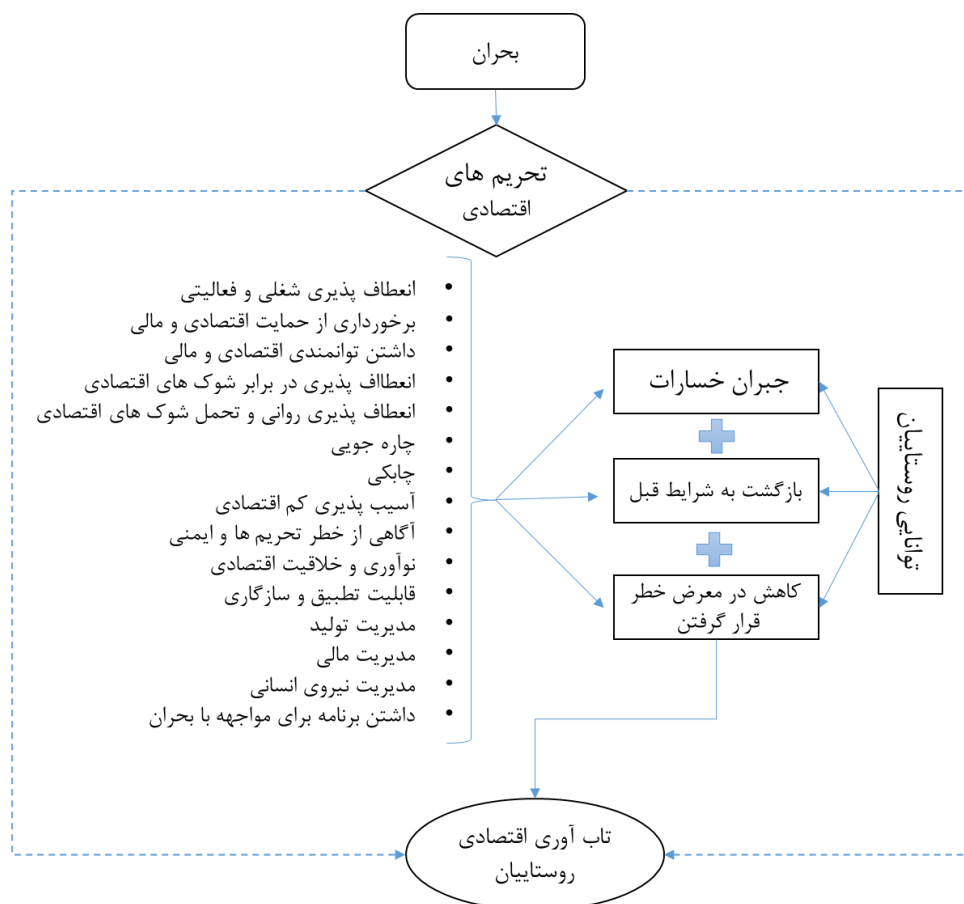 بحران
تحریم های
اقتصادی
انعطاف پذیری شغلی و فعالیتی
برخورداری از حمایت اقتصادی و مالی
داشتن توانمندی اقتصادی و مالی
انعطااف پذیری در برابر شوک های اقتصادی
انعطاف پذیری روانی و تحمل شوک های اقتصادی
چاره جویی
چابکی
آسیب پذیری کم اقتصادی
آگاهی از خطر تحریم ها و ایمنی
نوآوری و خلاقیت اقتصادی
قابلیت تطبیق و سازگاری
مدیریت تولید
مدیریت مالی
مدیریت نیروی انسانی
داشتن برنامه برای مواجهه با بحران
جبران خسارات
بازگشت به شرایط قبل
کاهش در معرض خطر
قرار گرفتن
توانایی روستاییان
تاب آوری اقتصادی
روستاییان